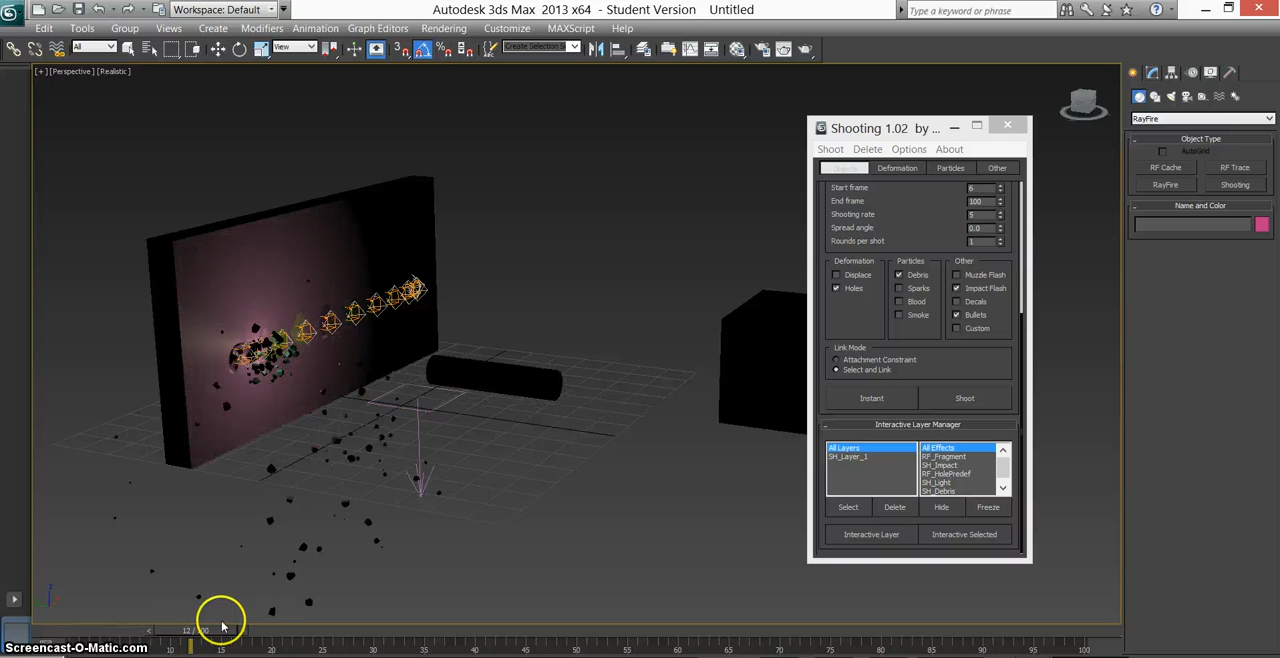 Workspace: Default
Autodesk 3ds Max 2013 x64 - Student Version Untitled
Type a keyword or phrase
Edit Tools Group Views Create Modifiers Animation Graph Editors Rendering Customize MAXScript Help
All View Create Selection Se
[+] [Perspective] [Realistic]
Shooting 1.02 by ...
Shoot Delete Options About
Deformation Particles Other
Start frame 6
End frame 100
Shooting rate 5
Spread angle 0.0
Rounds per shot 1
Deformation Particles Other
Displace Debris Muzzle Flash
Holes Sparks Impact Flash
Blood Decals
Smoke Bullets
Custom
Link Mode
Attachment Constraint
Select and Link
Instant Shoot
Interactive Layer Manager
All Layers All Effects
SH_Layer_1 RF_Fragment
SH_Impact
RF_HolePredef
SH_Light
SH_Debris
Select Delete Hide Freeze
Interactive Layer Interactive Selected
RayFire
Object Type
AutoGrid
RF Cache RF Trace
RayFire Shooting
Name and Color
10 15 20 25 30 35 40 45 50 55 60 65 70 75 80 85 90 95 100
Screencast-O-Matic.com